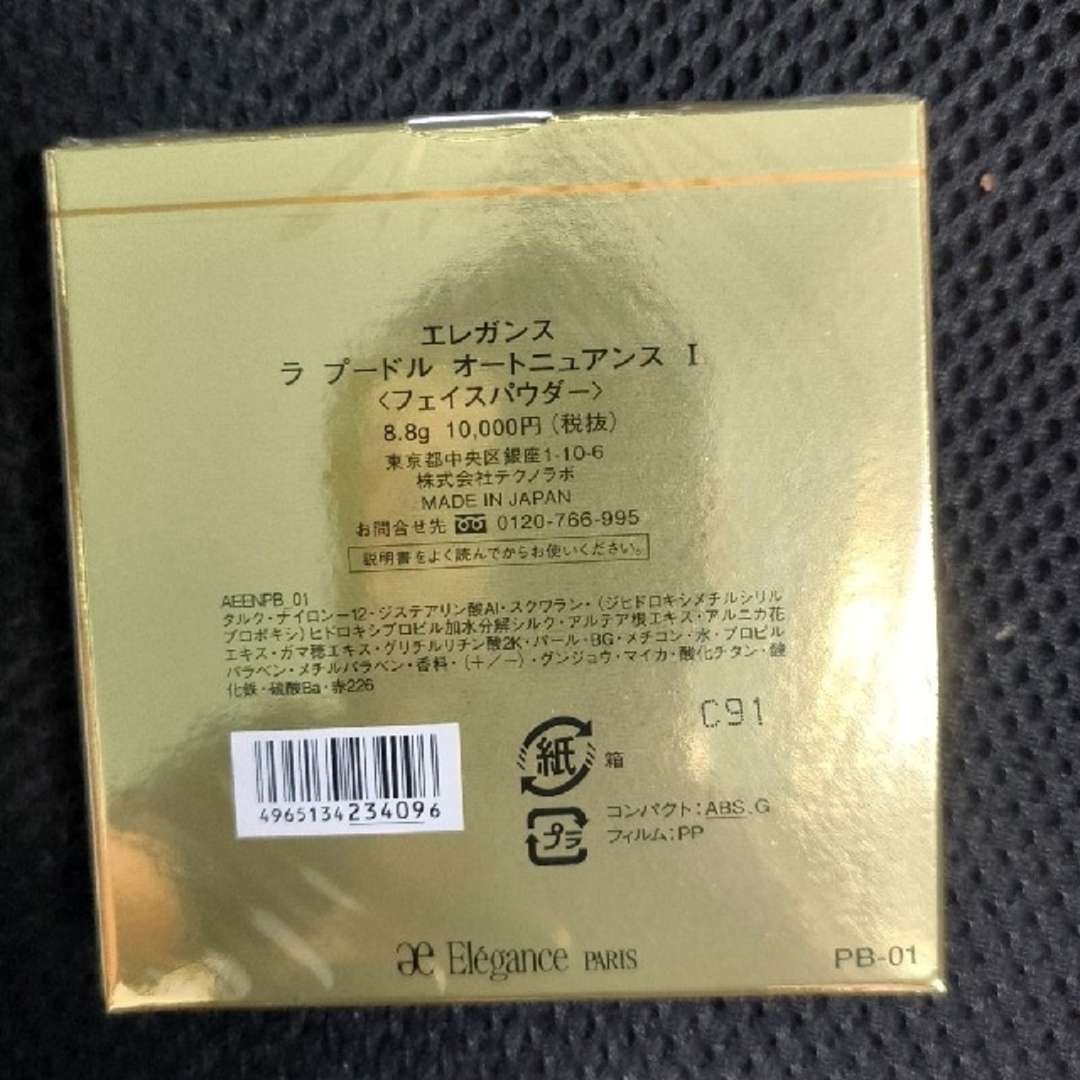 エレガンス
ラ プードル オートニュアンス I
〈フェイスパウダー〉
8.8g 10,000円(税抜)
東京都中央区銀座1-10-6
株式会社テクノラボ
MADE IN JAPAN
お問合せ先 0120-766-995
説明書をよく読んでからお使いください。
AEENPB_01
タルク・ナイロンー12・ジステアリン酸Al・スクワラン・(ジヒドロキシメチルシリル
プロポキシ)ヒドロキシプロピル加水分解シルク・アルテア根エキス・アルニカ花
エキス・ガマ穂エキス・グリチルリチン酸2K・パール・BG・メチコン・水・プロピル
パラベン・メチルパラベン・香料・(+/−)・グンジョウ・マイカ・酸化チタン・酸
化鉄・硫酸Ba・赤226
C91
紙 箱
4965134234096
プラ
コンパクト:ABS、G
フィルム:PP
æ Elégance PARIS
PB-01